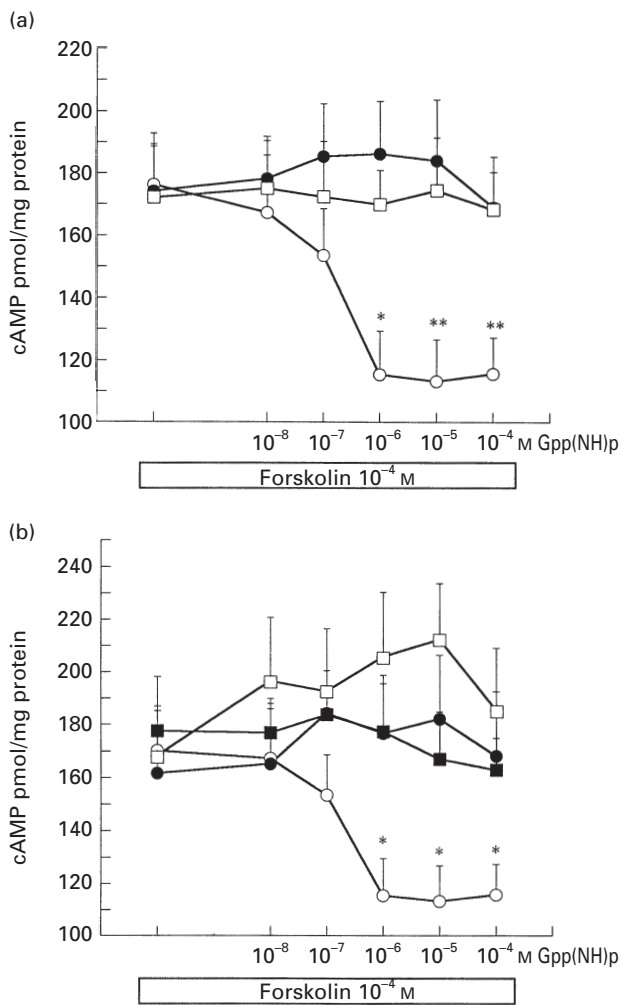 (a)
220
200
180
160
140
120
100
cAMP pmol/mg protein
* ** **
10⁻⁸ 10⁻⁷ 10⁻⁶ 10⁻⁵ 10⁻⁴ M Gpp(NH)p
Forskolin 10⁻⁴ M
(b)
240
220
200
180
160
140
120
100
cAMP pmol/mg protein
* * *
10⁻⁸ 10⁻⁷ 10⁻⁶ 10⁻⁵ 10⁻⁴ M Gpp(NH)p
Forskolin 10⁻⁴ M